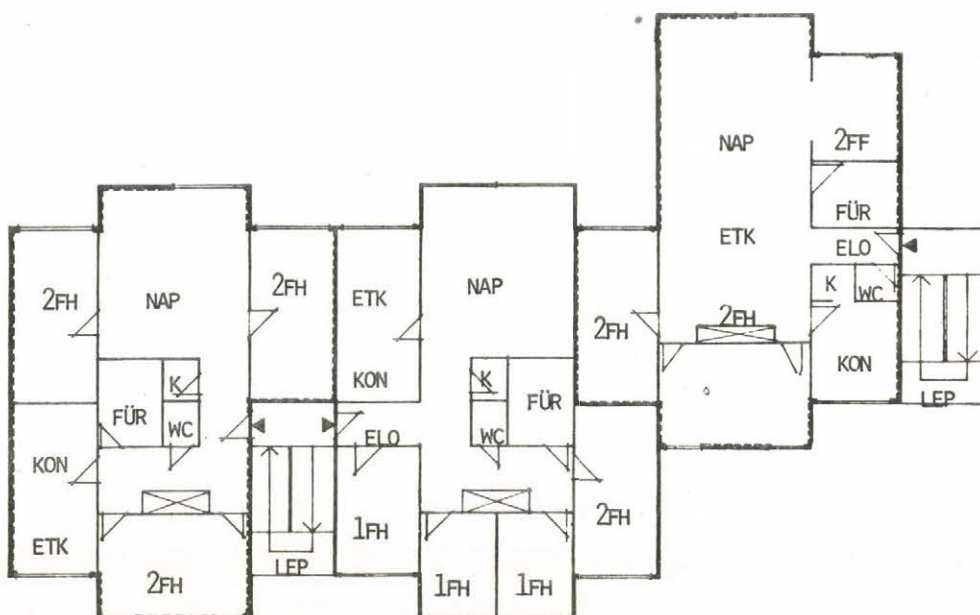 2FH
NAP
FÜR
K
WC
KON
ETK
2FH
2FH
LEP
ETK
KON
NAP
K
FÜR
WC
ELO
1FH
1FH
1FH
2FH
2FH
NAP
2FF
FÜR
ETK
ELO
K
WC
2FH
KON
LEP